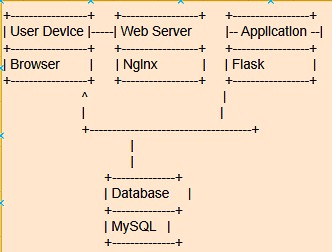 +---------------+ +---------------+ +---------------+
| User Device |-----| Web Server |-- Application --|
+---------------+ +---------------+ +---------------+
| Browser | | Nginx | | Flask |
+---------------+ +---------------+ +---------------+
^ |
| |
+------------------------------------+
|
|
+--------------+
| Database |
+--------------+
| MySQL |
+--------------+